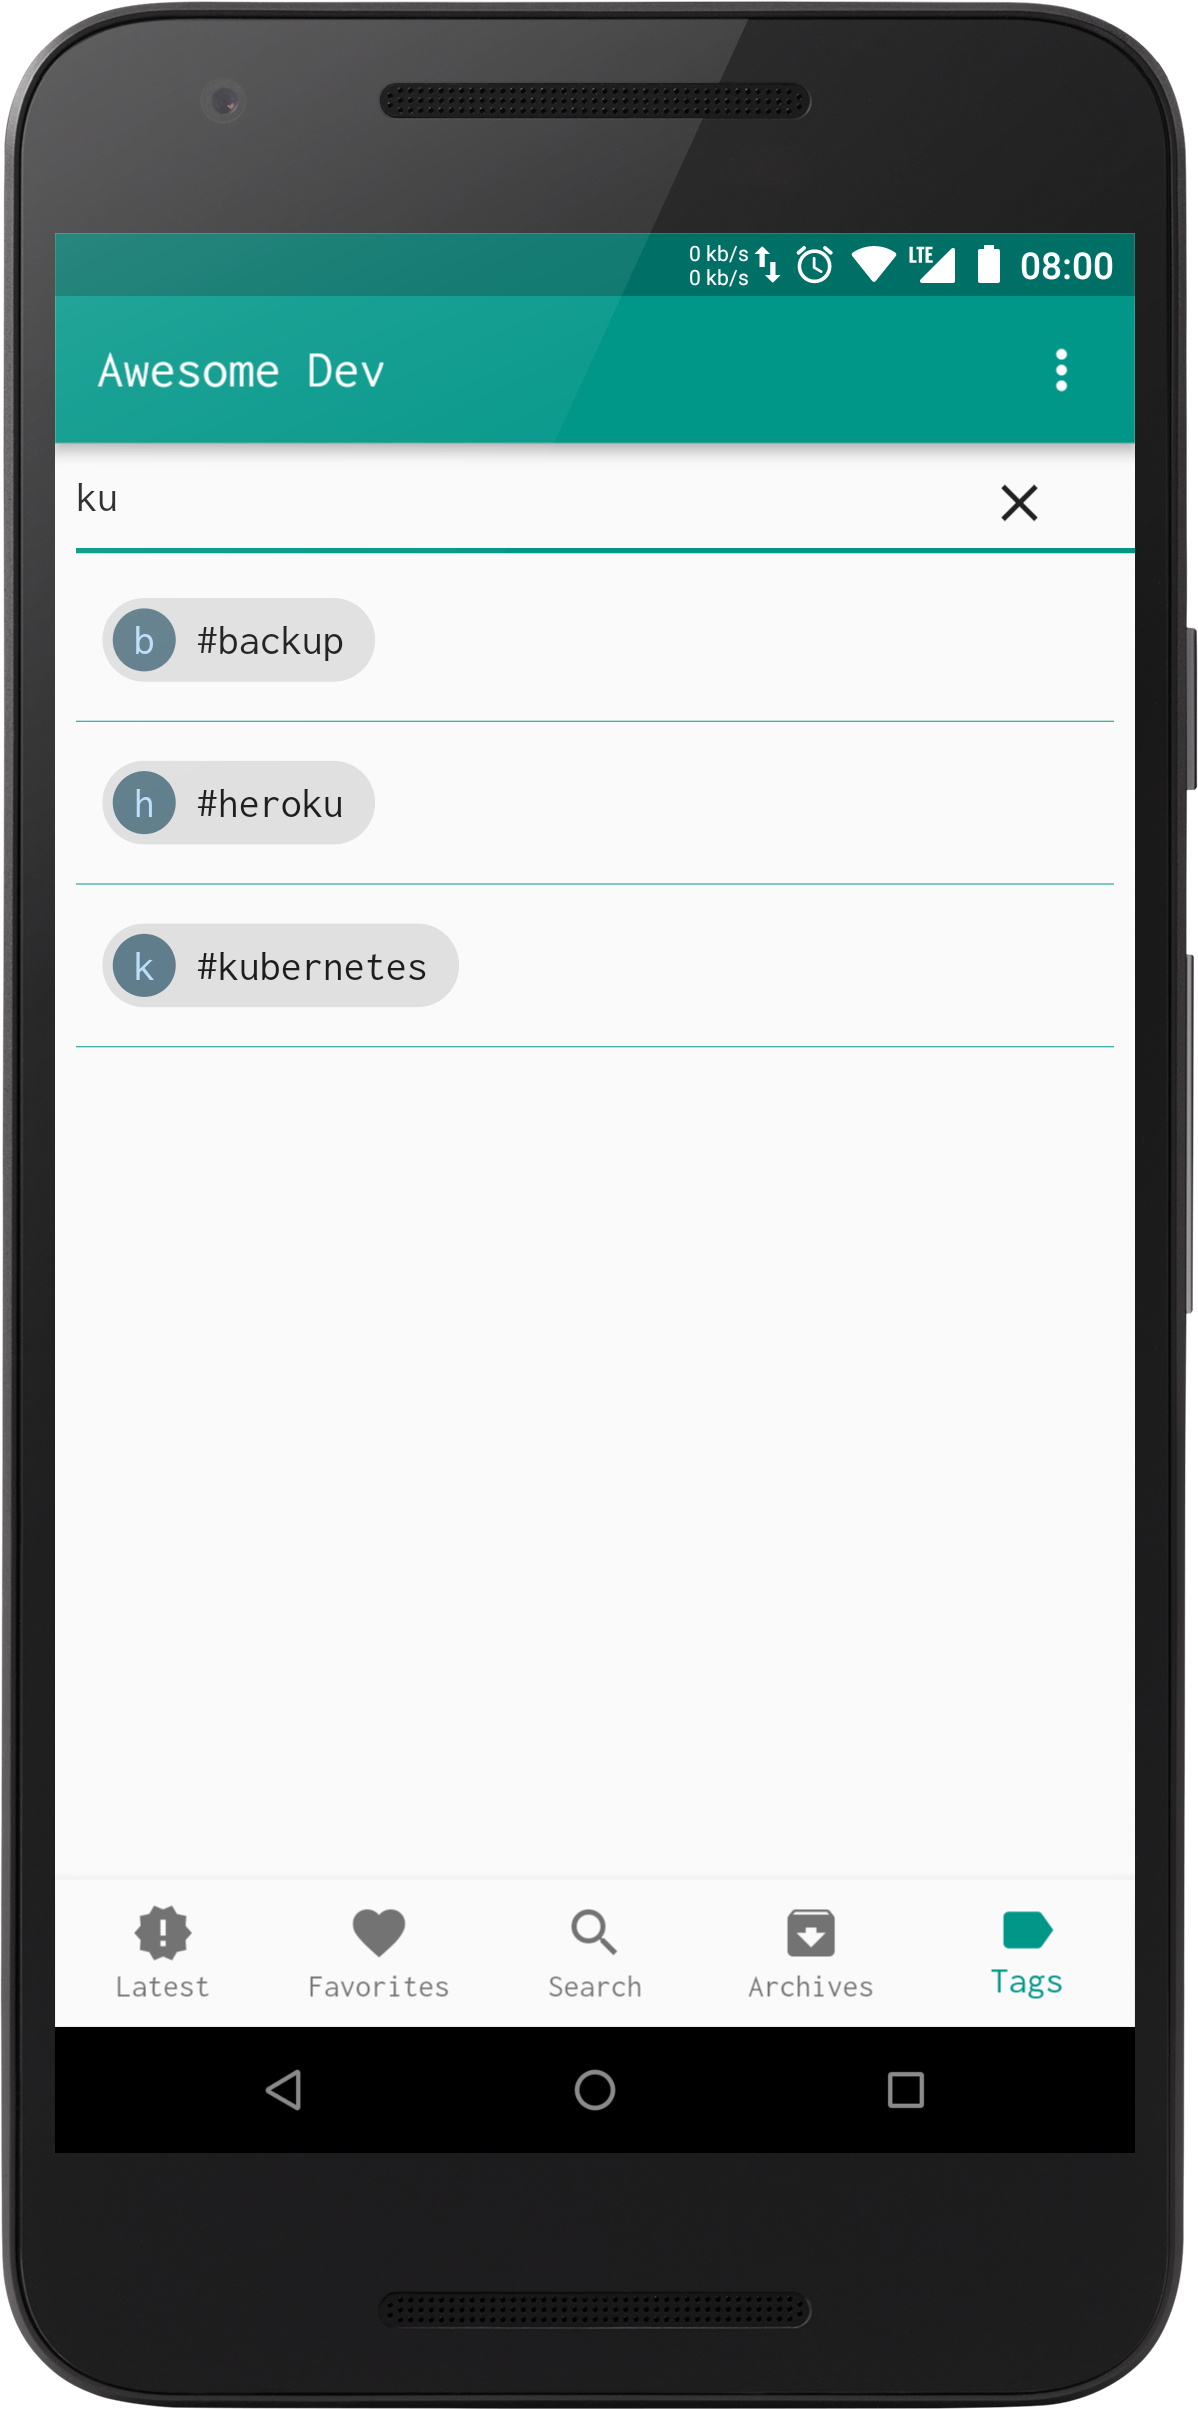 0 kb/s
0 kb/s
LTE
08:00
Awesome Dev
ku
b #backup
h #heroku
k #kubernetes
Latest Favorites Search Archives Tags